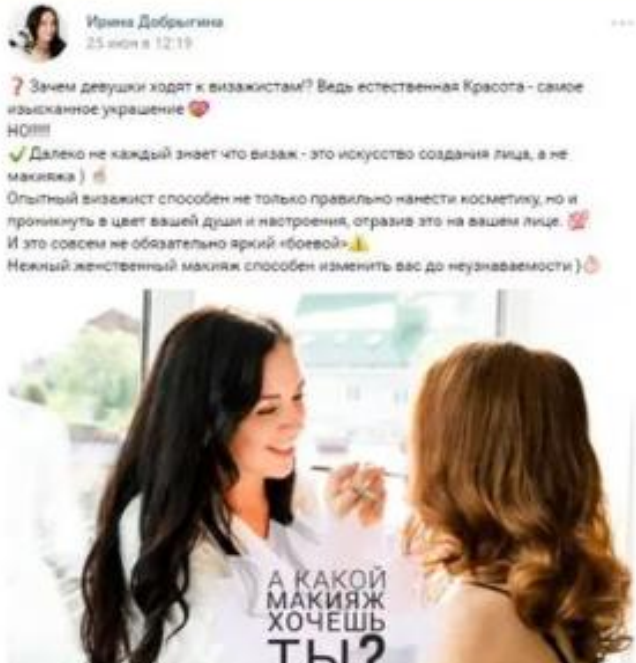 Ирина Добрыгина
25 июн в 12:19
❓ Зачем девушки ходят к визажистам!? Ведь естественная Красота - самое
изысканное украшение 💝
НО!!!!!
✔ Далеко не каждый знает что визаж - это искусство создания лица, а не
макияжа ) ☝
Опытный визажист способен не только правильно нанести косметику, но и
проникнуть в цвет вашей души и настроения, отразив это на вашем лице. 💯
И это совсем не обязательно яркий «боевой»⚠
Нежный женственный макияж способен изменить вас до неузнаваемости )👌
А КАКОЙ
МАКИЯЖ
ХОЧЕШЬ
ТЫ?